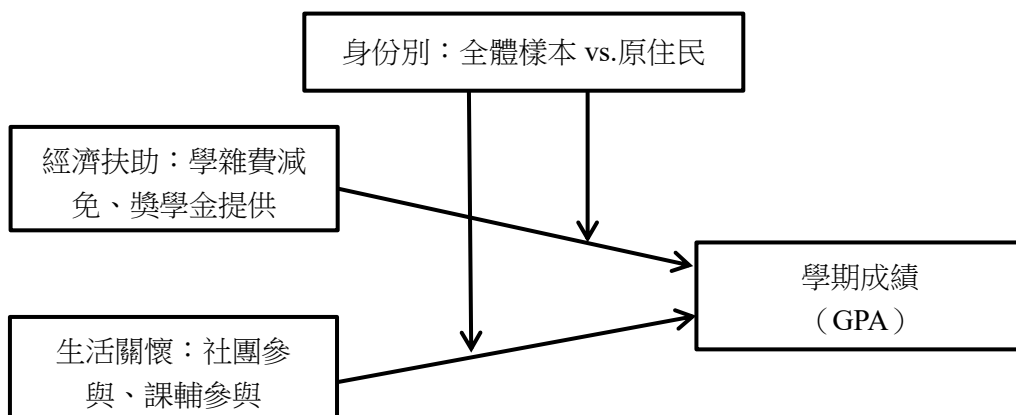 身份別：全體樣本 vs.原住民
經濟扶助：學雜費減
免、獎學金提供
學期成績
（GPA）
生活關懷：社團參
與、課輔參與